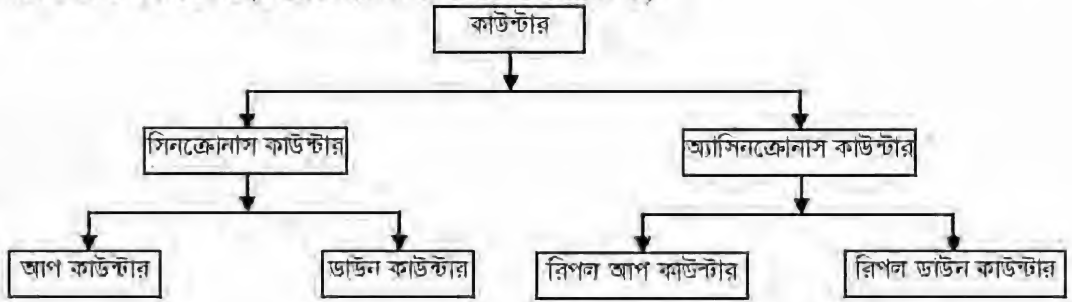 কাউন্টার
সিনক্রোনাস কাউন্টার অ্যাসিনক্রোনাস কাউন্টার
আপ কাউন্টার ডাউন কাউন্টার রিপল আপ কাউন্টার রিপল ডাউন কাউন্টার